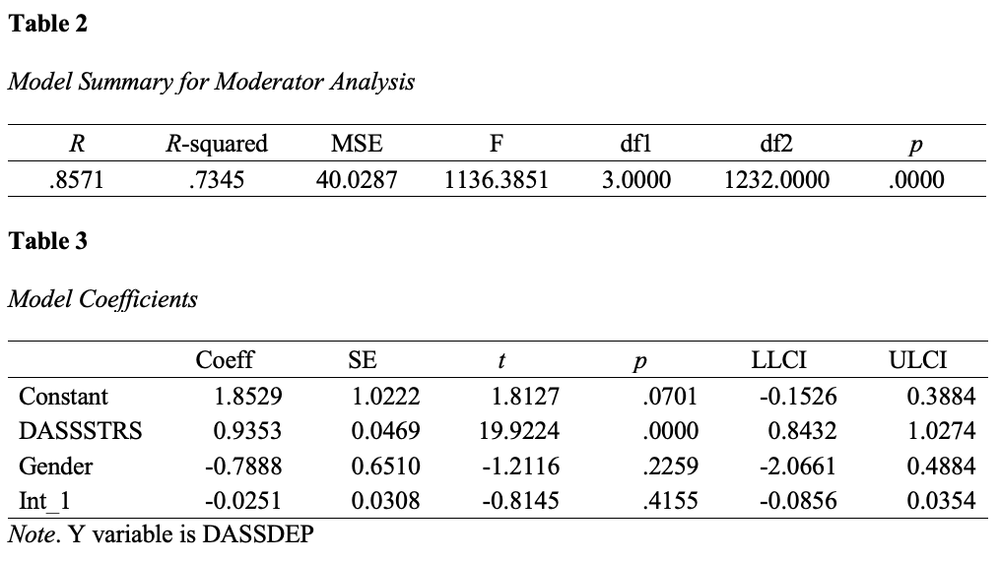 Table 2
Model Summary for Moderator Analysis
R R-squared MSE F df1 df2 p
.8571 .7345 40.0287 1136.3851 3.0000 1232.0000 .0000
Table 3
Model Coefficients
Coeff SE t p LLCI ULCI
Constant 1.8529 1.0222 1.8127 .0701 -0.1526 0.3884
DASSSTRS 0.9353 0.0469 19.9224 .0000 0.8432 1.0274
Gender -0.7888 0.6510 -1.2116 .2259 -2.0661 0.4884
Int_1 -0.0251 0.0308 -0.8145 .4155 -0.0856 0.0354
Note. Y variable is DASSDEP